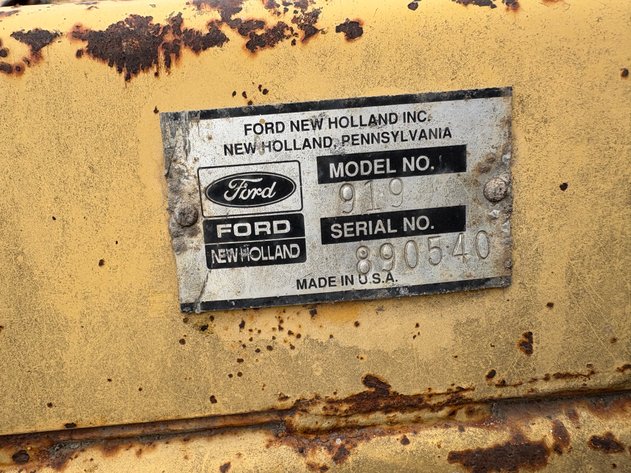 FORD NEW HOLLAND INC.
NEW HOLLAND, PENNSYLVANIA
Ford
FORD
NEW HOLLAND
MODEL NO.
919
SERIAL NO.
890540
MADE IN U.S.A.